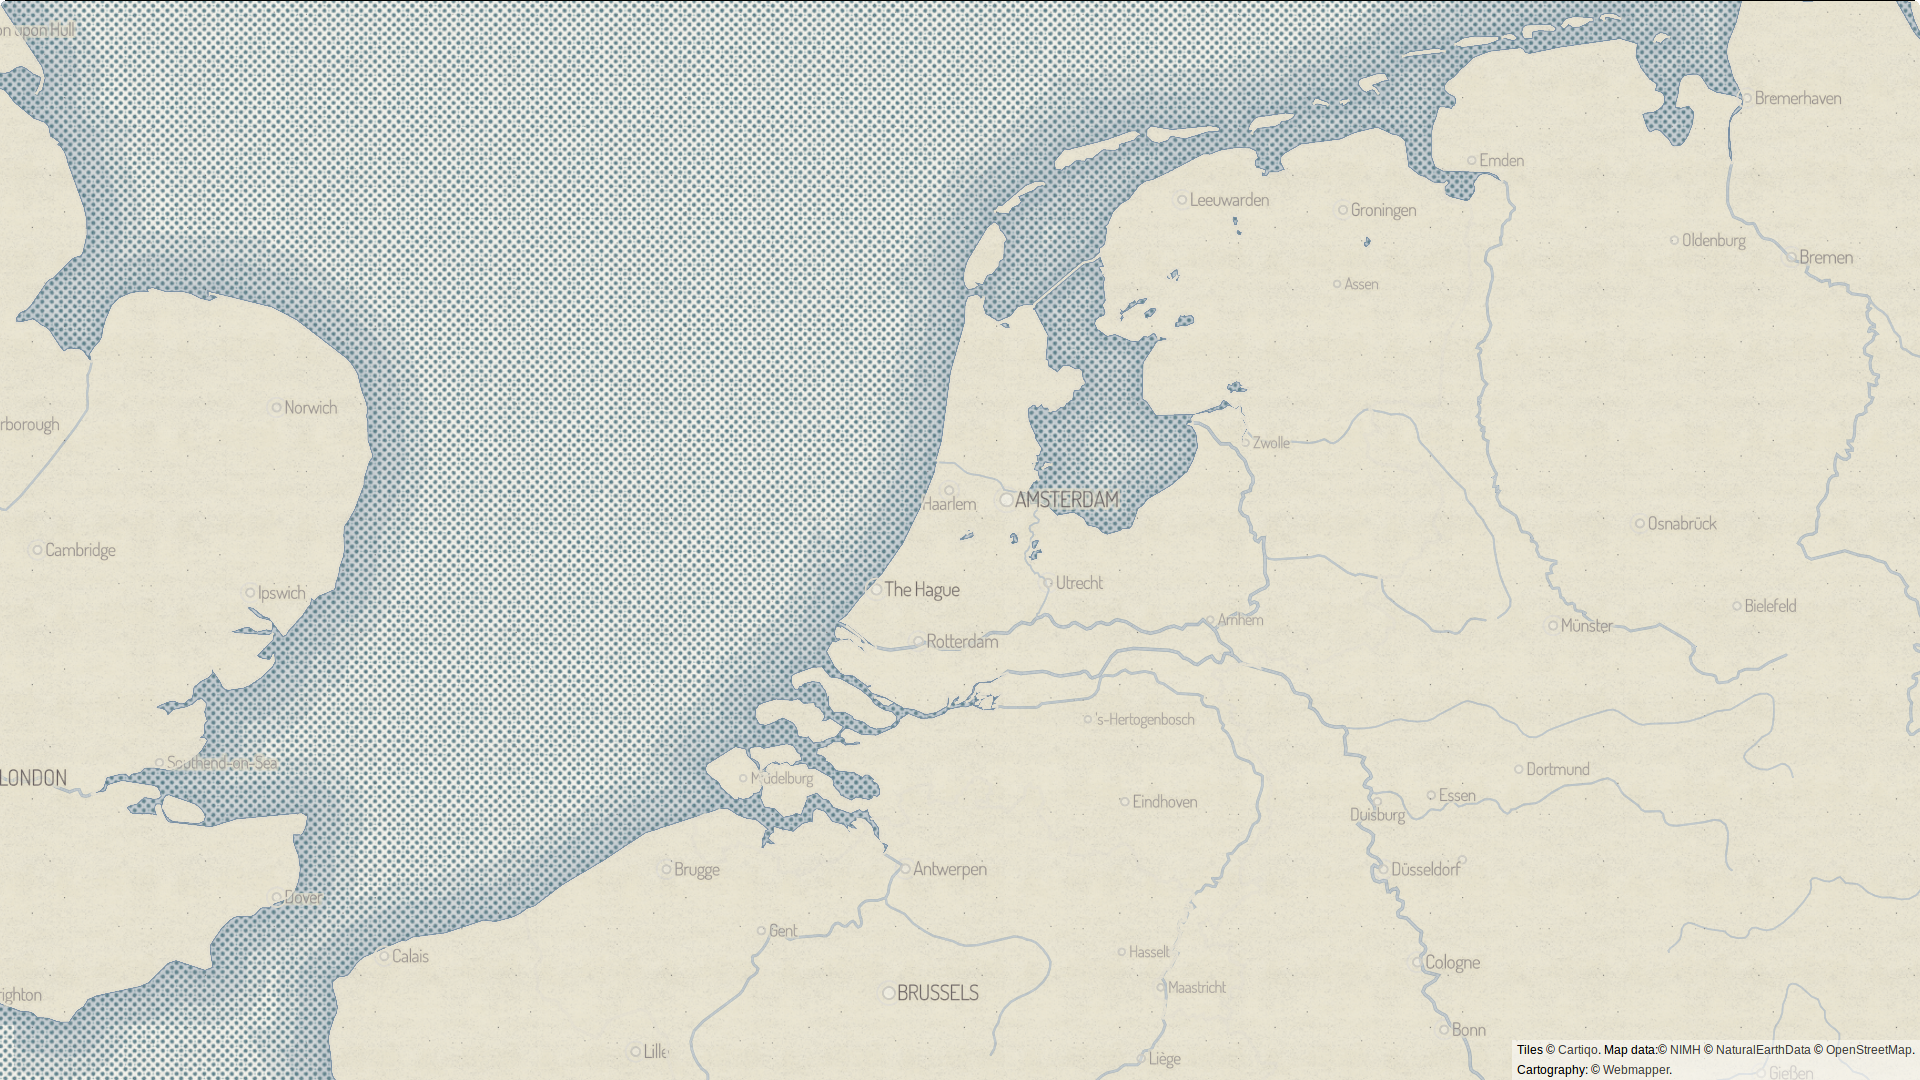 on upon Hull
Bremerhaven
Emden
Leeuwarden
Groningen
Oldenburg
Bremen
Assen
Norwich
rborough
Zwolle
Haarlem
AMSTERDAM
Osnabrück
Cambridge
Utrecht
The Hague
Ipswich
Bielefeld
Arnhem
Münster
Rotterdam
's-Hertogenbosch
Southend-on-Sea
LONDON
Middelburg
Dortmund
Essen
Eindhoven
Duisburg
Brugge
Antwerpen
Düsseldorf
Dover
Gent
Hasselt
Calais
Cologne
Maastricht
BRUSSELS
ighton
Bonn
Lille
Liège
Gießen
Tiles © Cartiqo. Map data:© NIMH © NaturalEarthData © OpenStreetMap.
Cartography: © Webmapper.